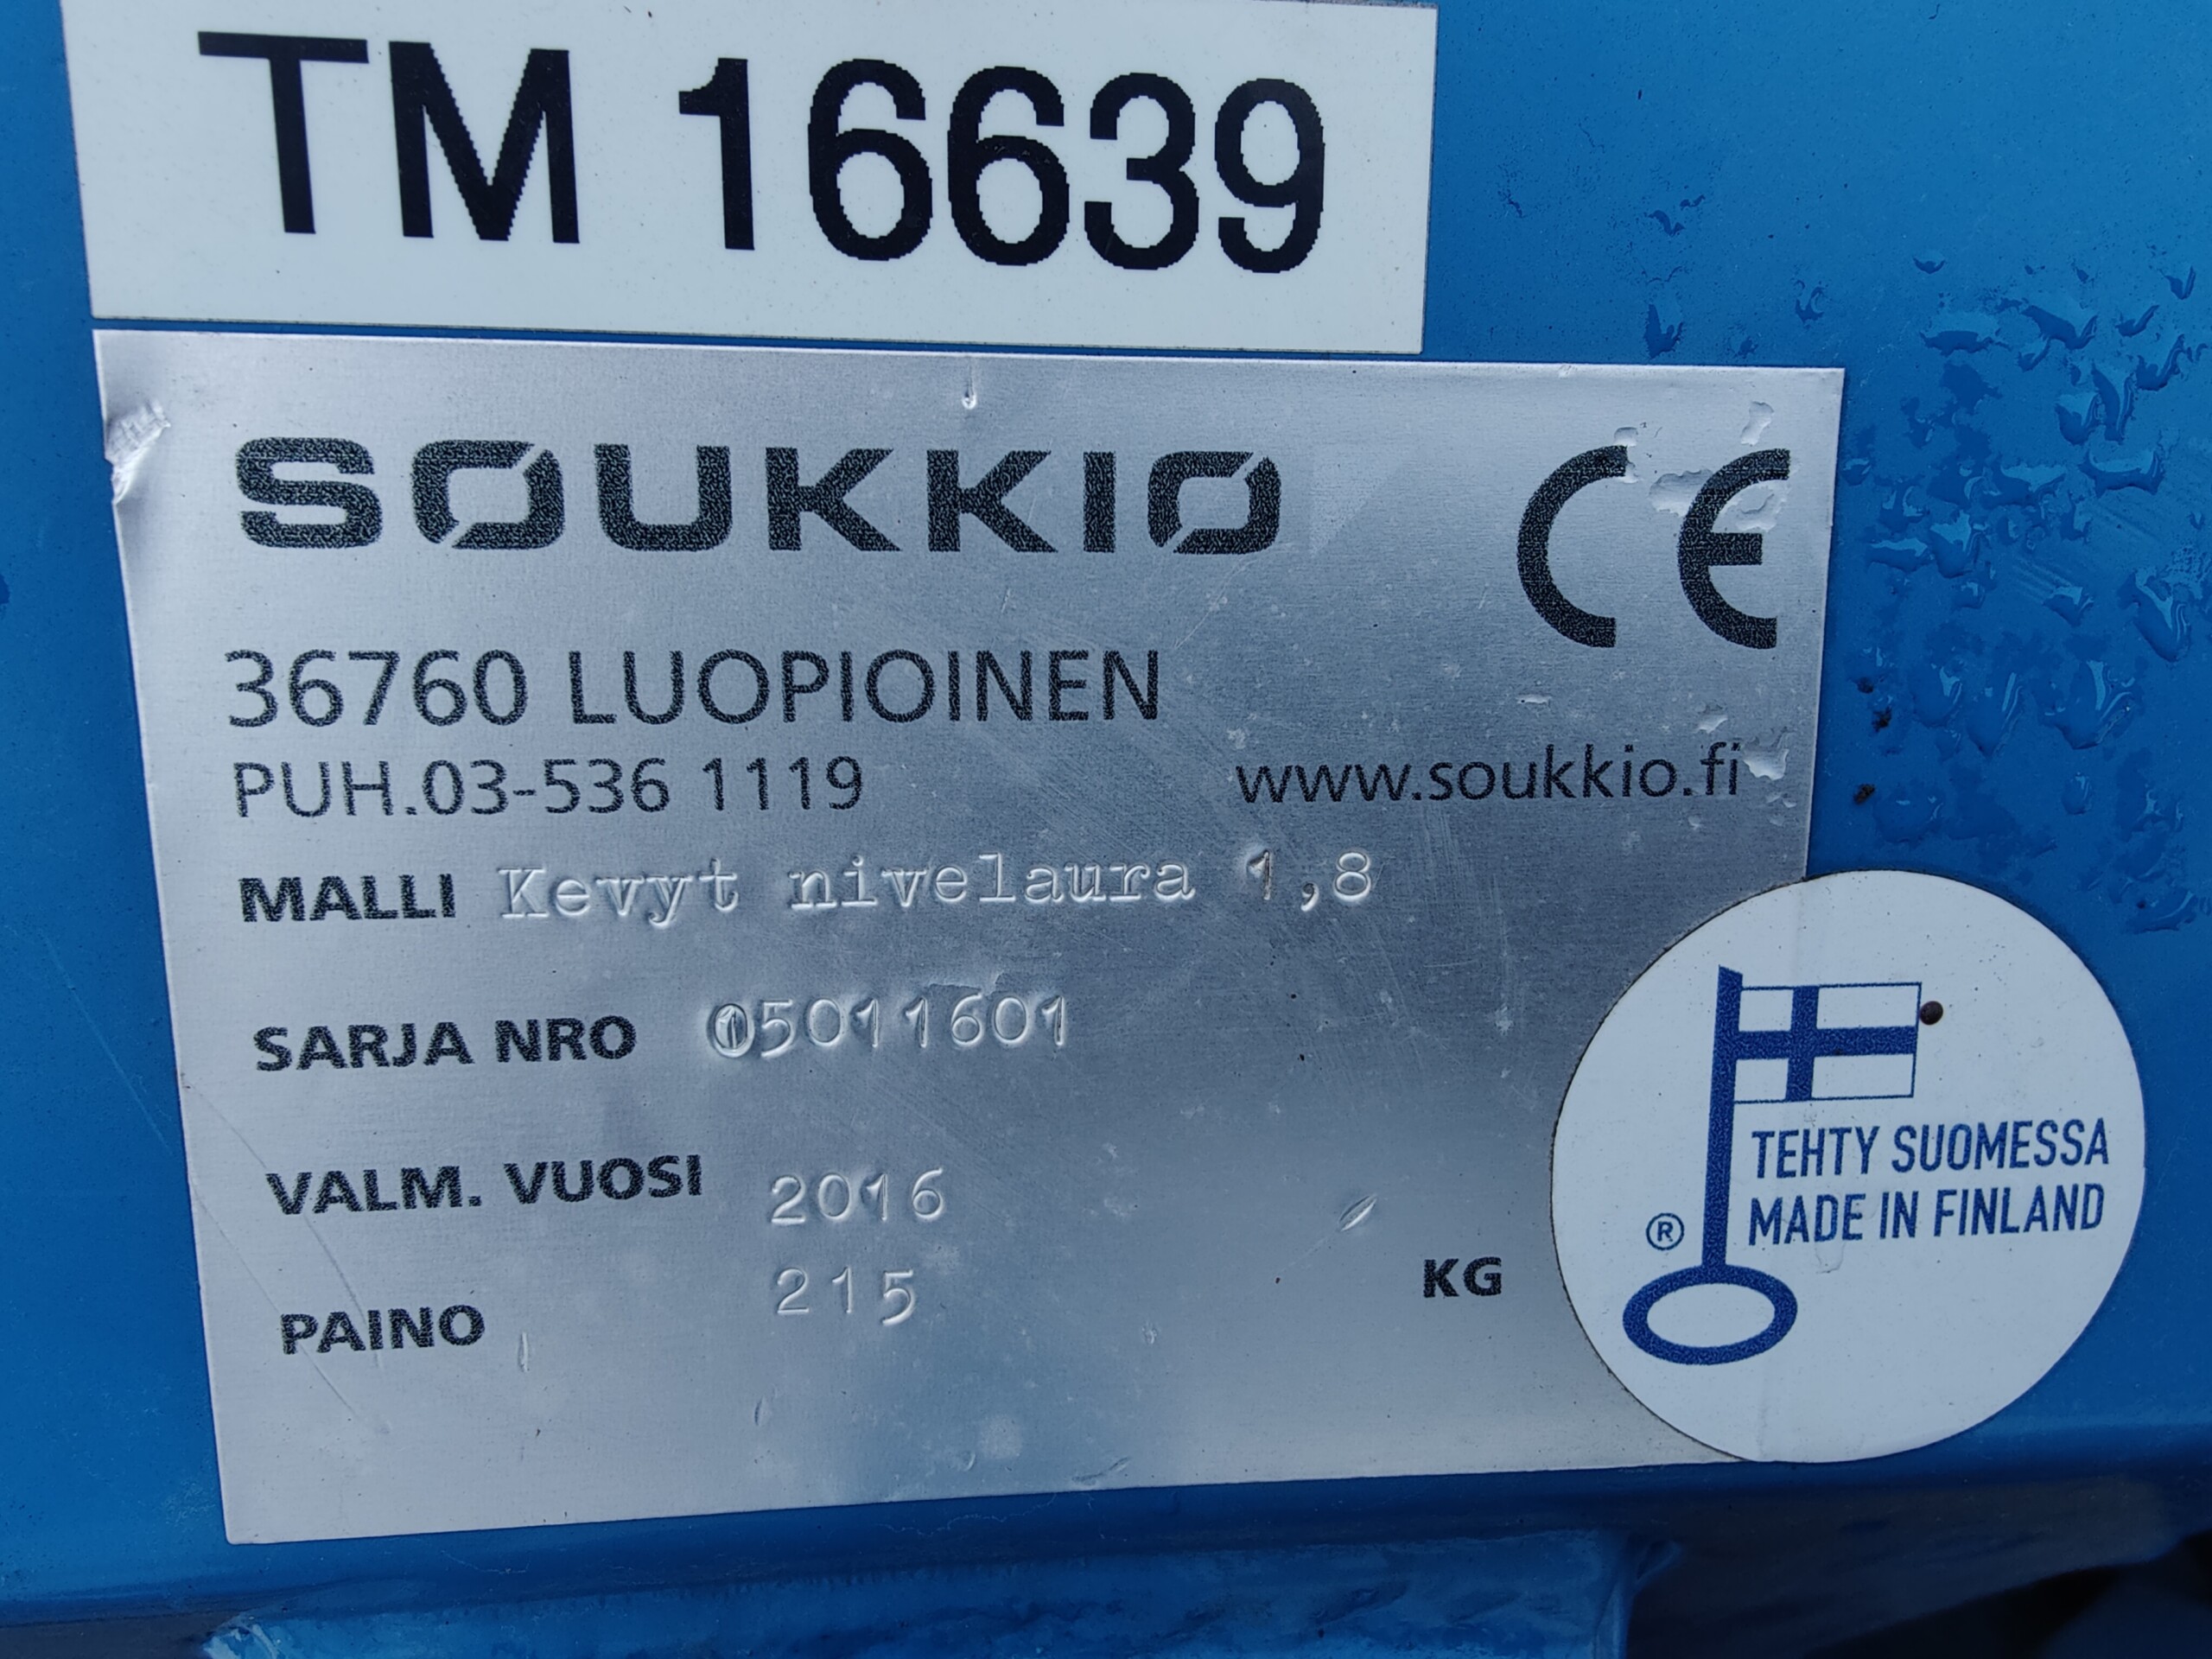 TM 16639
SOUKKIO CE
36760 LUOPIOINEN
PUH.03-536 1119 www.soukkio.fi
MALLI Kevyt nivelaura 1,8
SARJA NRO 05011601
VALM. VUOSI 2016
PAINO 215 KG
TEHTY SUOMESSA
® MADE IN FINLAND